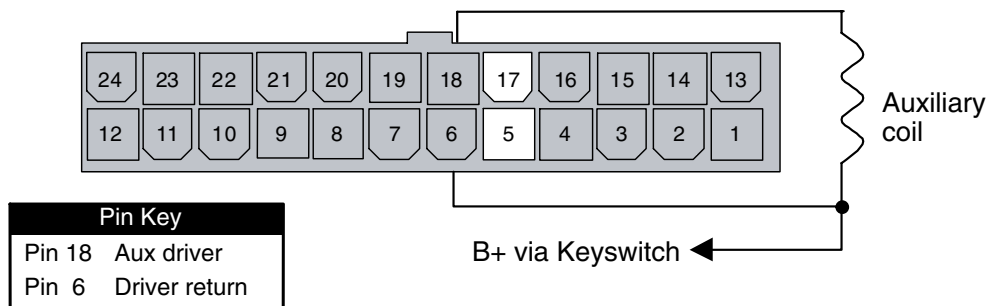 24 23 22 21 20 19 18 17 16 15 14 13
12 11 10 9 8 7 6 5 4 3 2 1
Auxiliary
coil
B+ via Keyswitch
Pin Key
Pin 18 Aux driver
Pin 6 Driver return